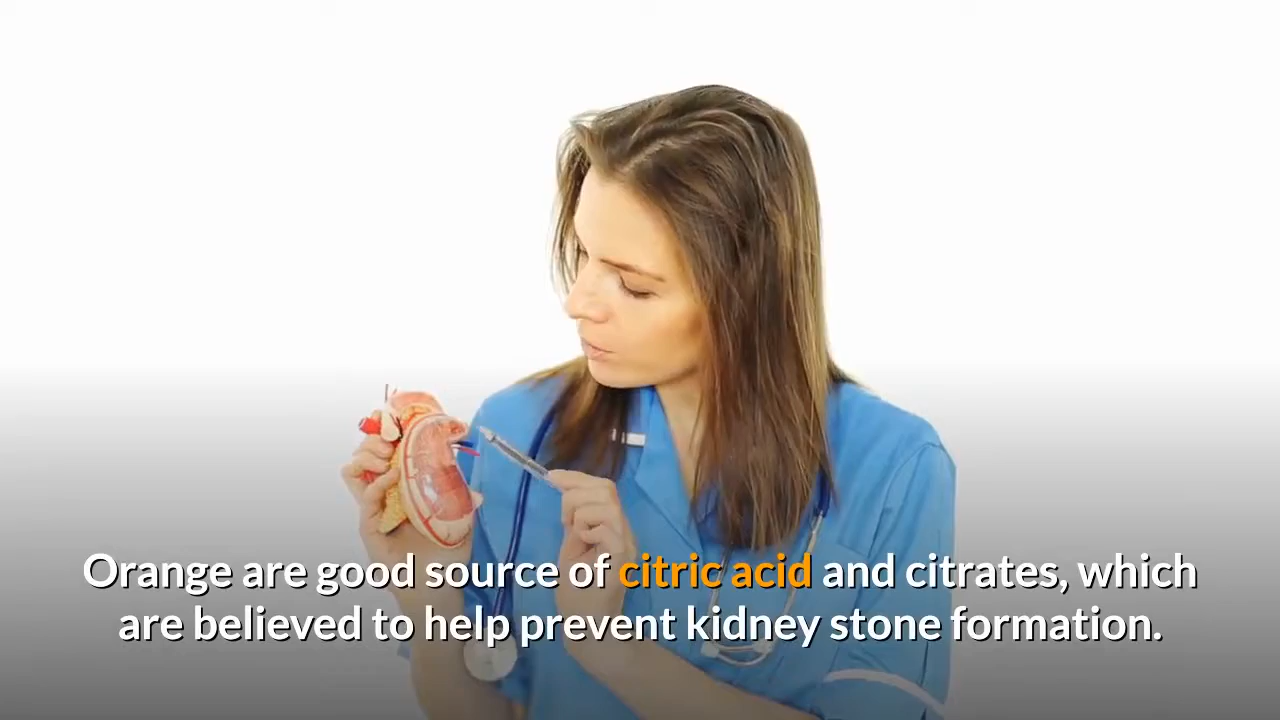 Orange are good source of citric acid and citrates, which
are believed to help prevent kidney stone formation.